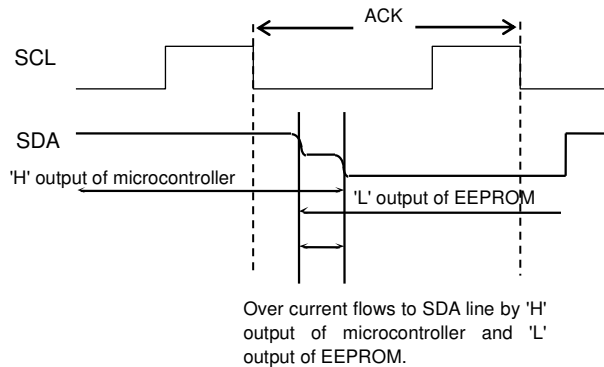 ACK
SCL
SDA
'H' output of microcontroller
'L' output of EEPROM
Over current flows to SDA line by 'H'
output of microcontroller and 'L'
output of EEPROM.